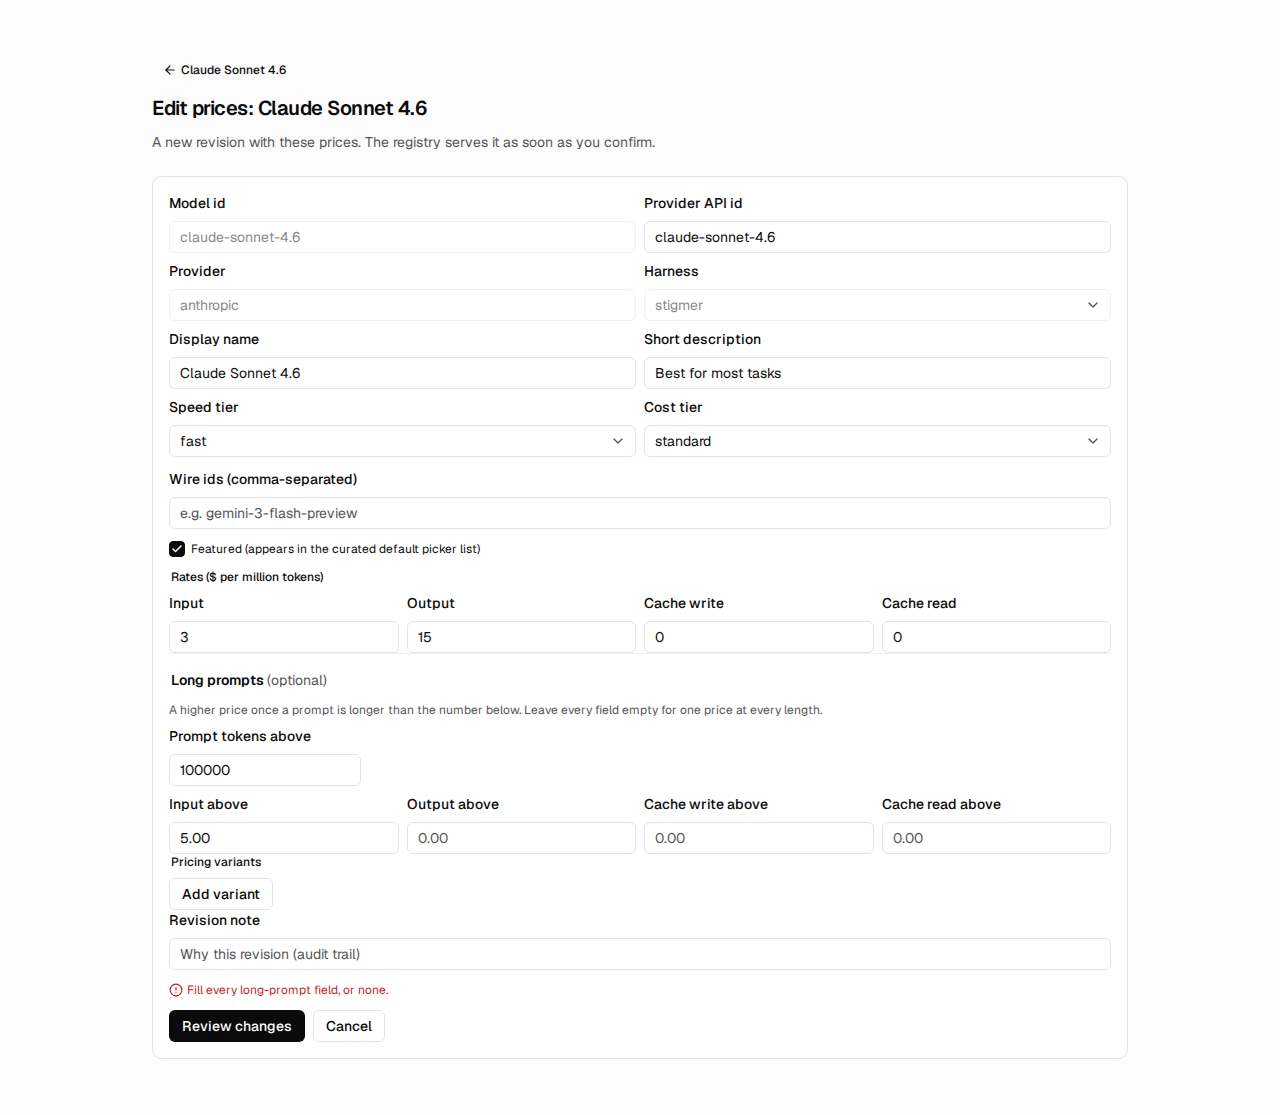 Claude Sonnet 4.6
Edit prices: Claude Sonnet 4.6
A new revision with these prices. The registry serves it as soon as you confirm.
Model id
Provider API id
claude-sonnet-4.6
claude-sonnet-4.6
Provider
Harness
anthropic
stigmer
Display name
Short description
Claude Sonnet 4.6
Best for most tasks
Speed tier
Cost tier
fast
standard
Wire ids (comma-separated)
e.g. gemini-3-flash-preview
Featured (appears in the curated default picker list)
Rates ($ per million tokens)
Input
Output
Cache write
Cache read
3
15
0
0
Long prompts (optional)
A higher price once a prompt is longer than the number below. Leave every field empty for one price at every length.
Prompt tokens above
100000
Input above
Output above
Cache write above
Cache read above
5.00
0.00
0.00
0.00
Pricing variants
Add variant
Revision note
Why this revision (audit trail)
Fill every long-prompt field, or none.
Review changes
Cancel